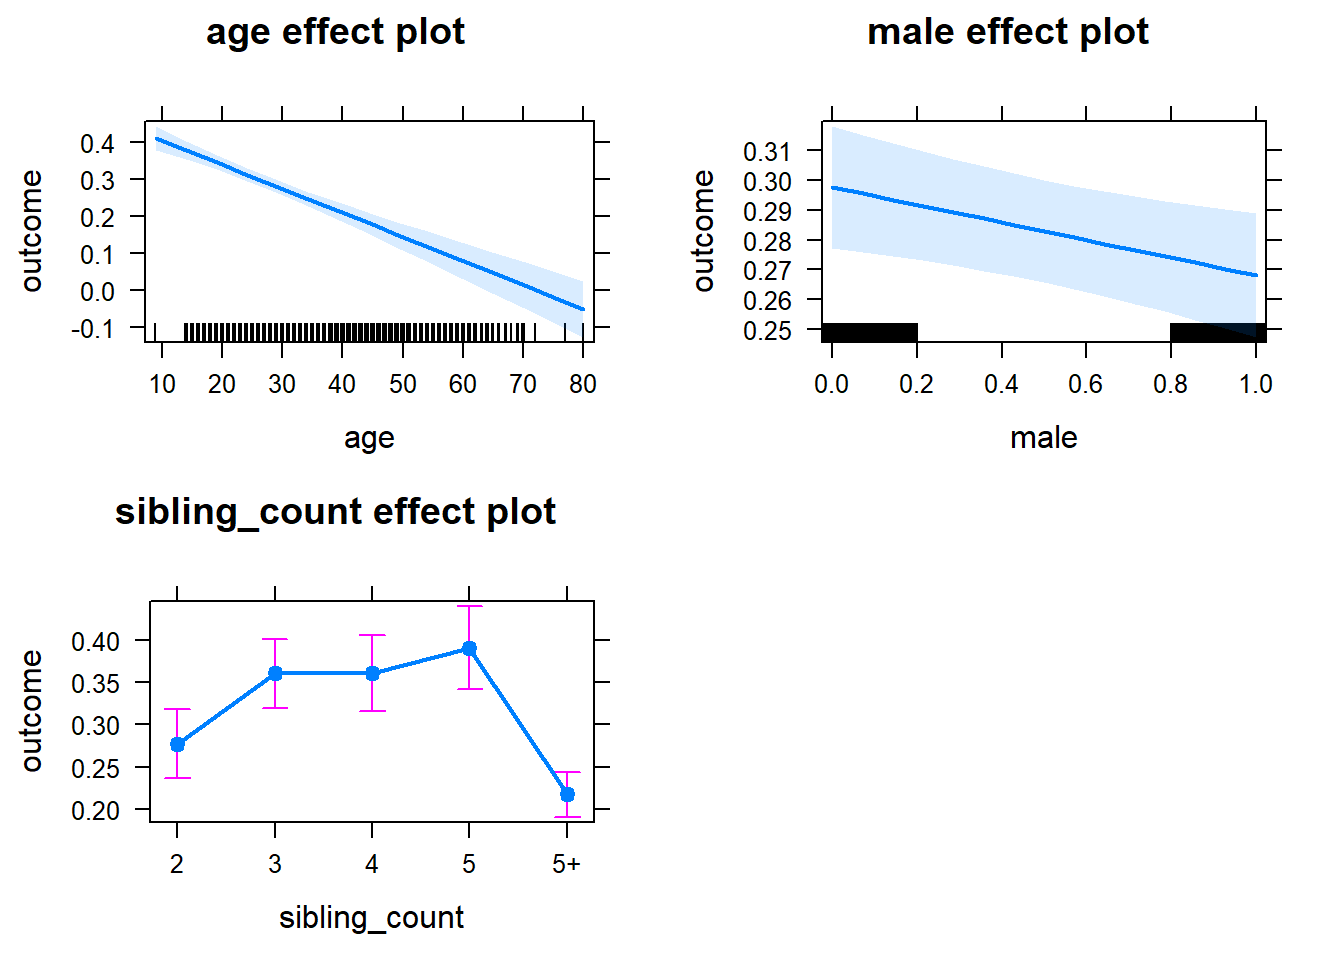 age effect plot
outcome
0.4
0.3
0.2
0.1
0.0
-0.1
10 20 30 40 50 60 70 80
age
male effect plot
outcome
0.31
0.30
0.29
0.28
0.27
0.26
0.25
0.0 0.2 0.4 0.6 0.8 1.0
male
sibling_count effect plot
outcome
0.40
0.35
0.30
0.25
0.20
2 3 4 5 5+
sibling_count